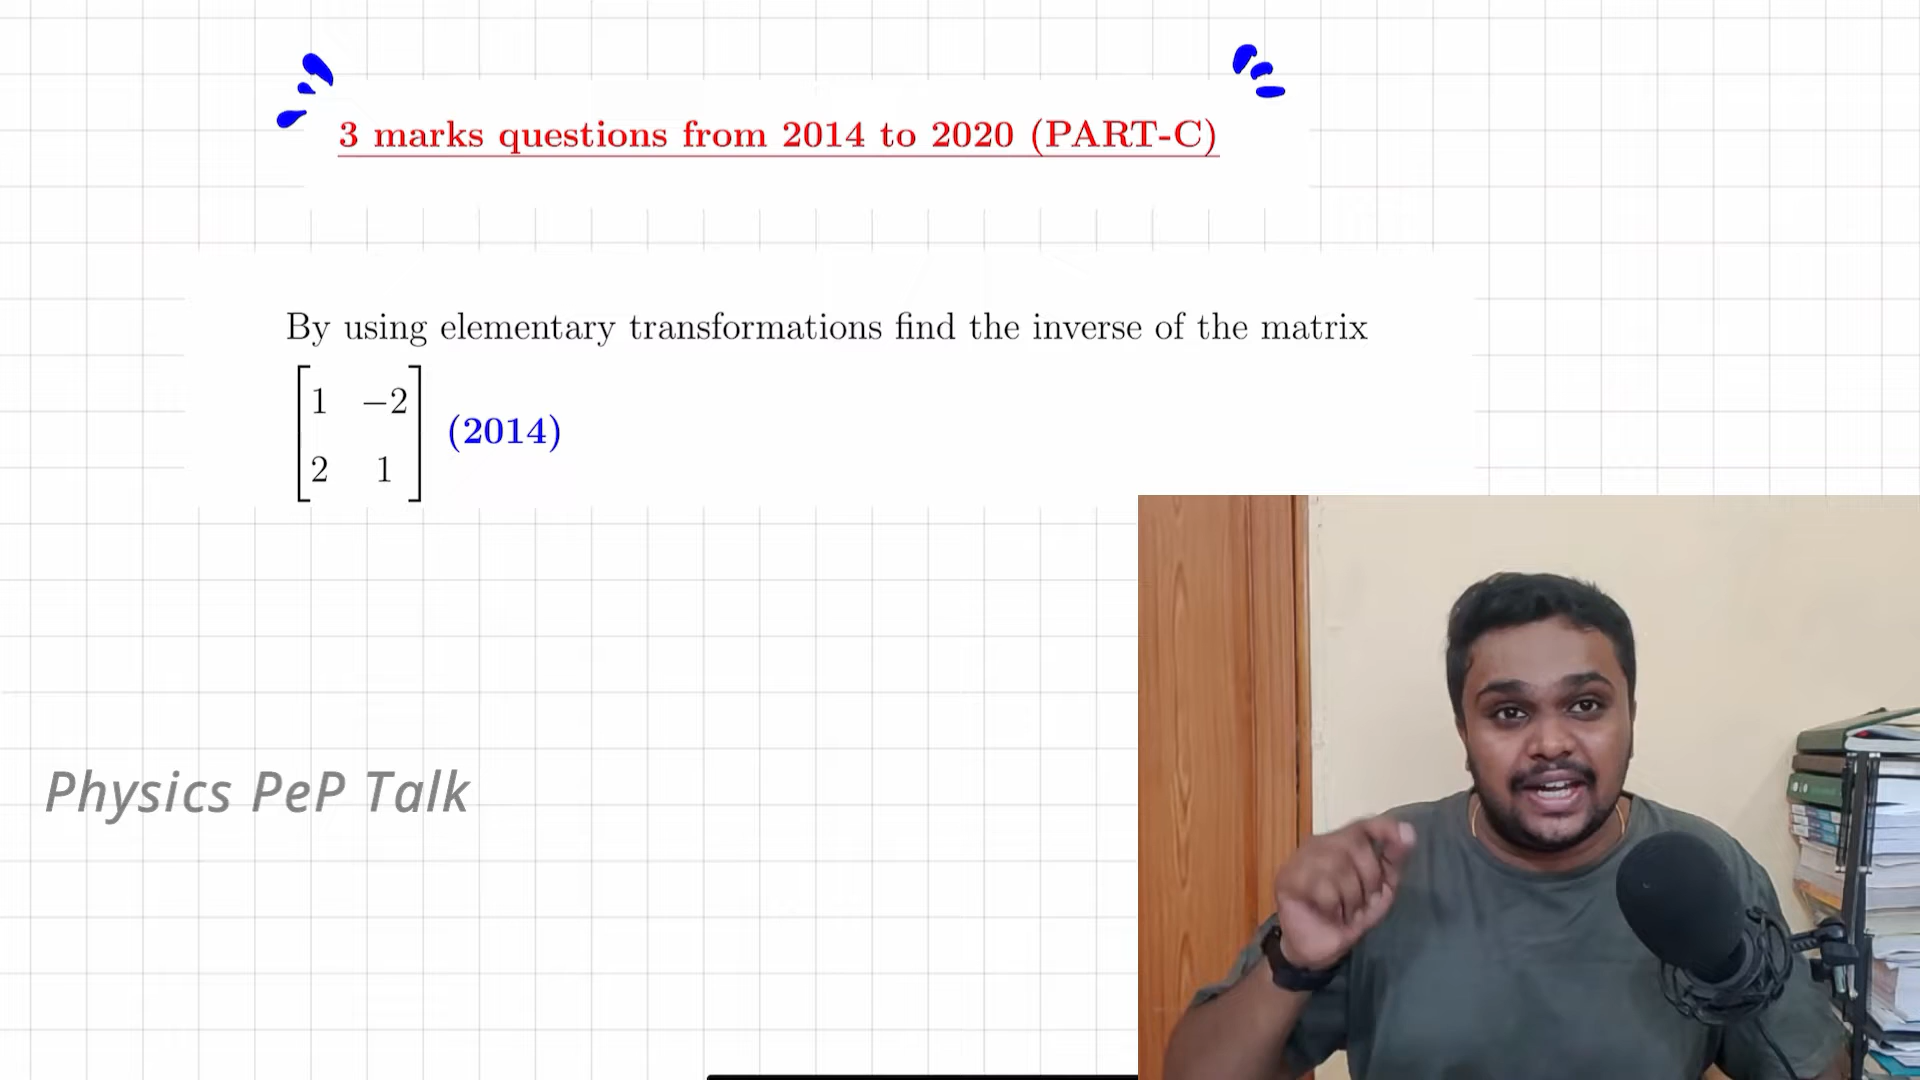 3 marks questions from 2014 to 2020 (PART-C)
By using elementary transformations find the inverse of the matrix
[1 −2
2 1] (2014)
Physics PeP Talk